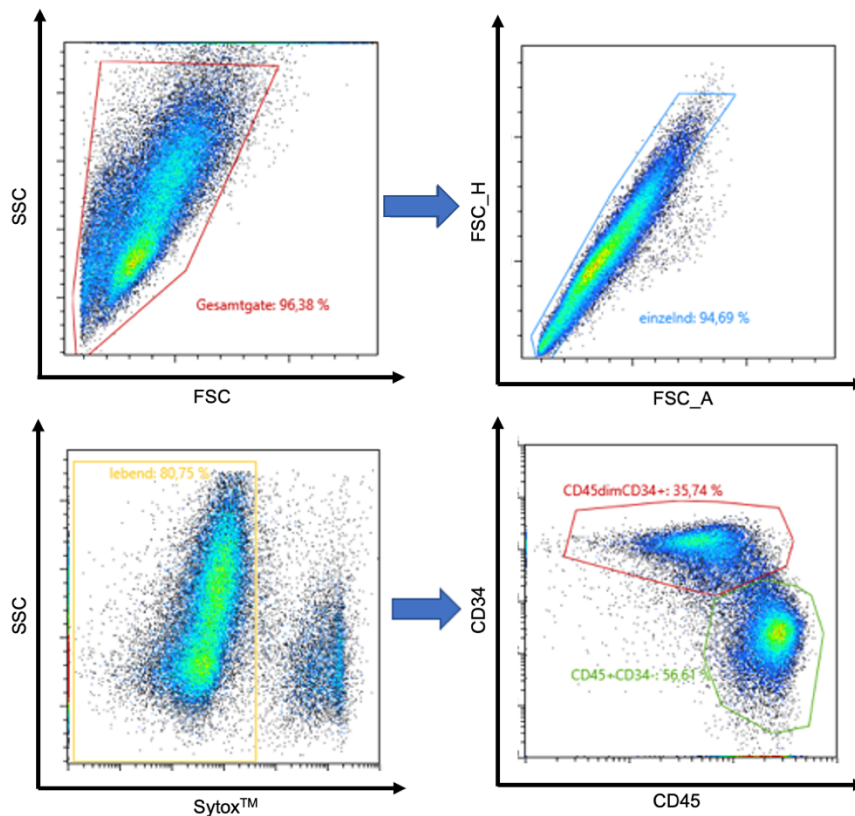 SSC
Gesamtgate: 96,38 %
FSC
FSC_H
einzelnd: 94,69 %
FSC_A
SSC
lebend: 80,75 %
Sytox™
CD34
CD45dimCD34+: 35,74 %
CD45+CD34-: 56,61 %
CD45